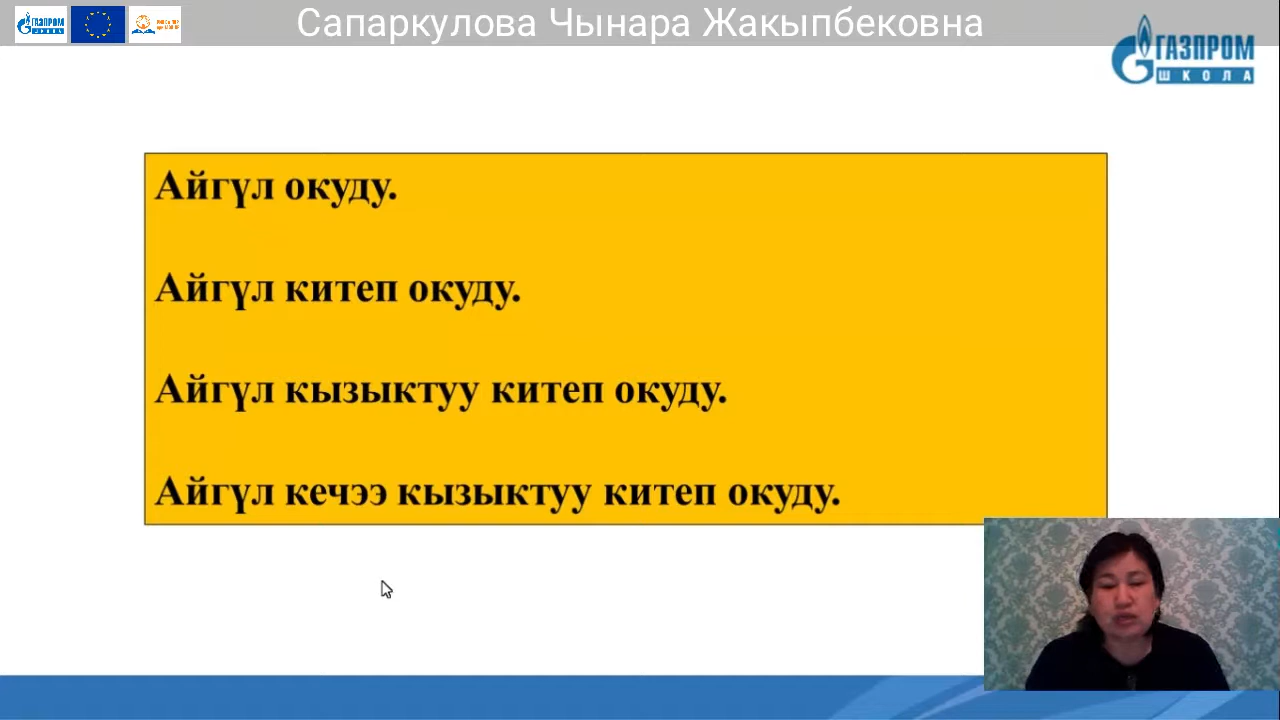 Сапаркулова Чынара Жакыпбековна
ГАЗПРОМ
ШКОЛА
Айгүл окуду.
Айгүл китеп окуду.
Айгүл кызыктуу китеп окуду.
Айгүл кечээ кызыктуу китеп окуду.